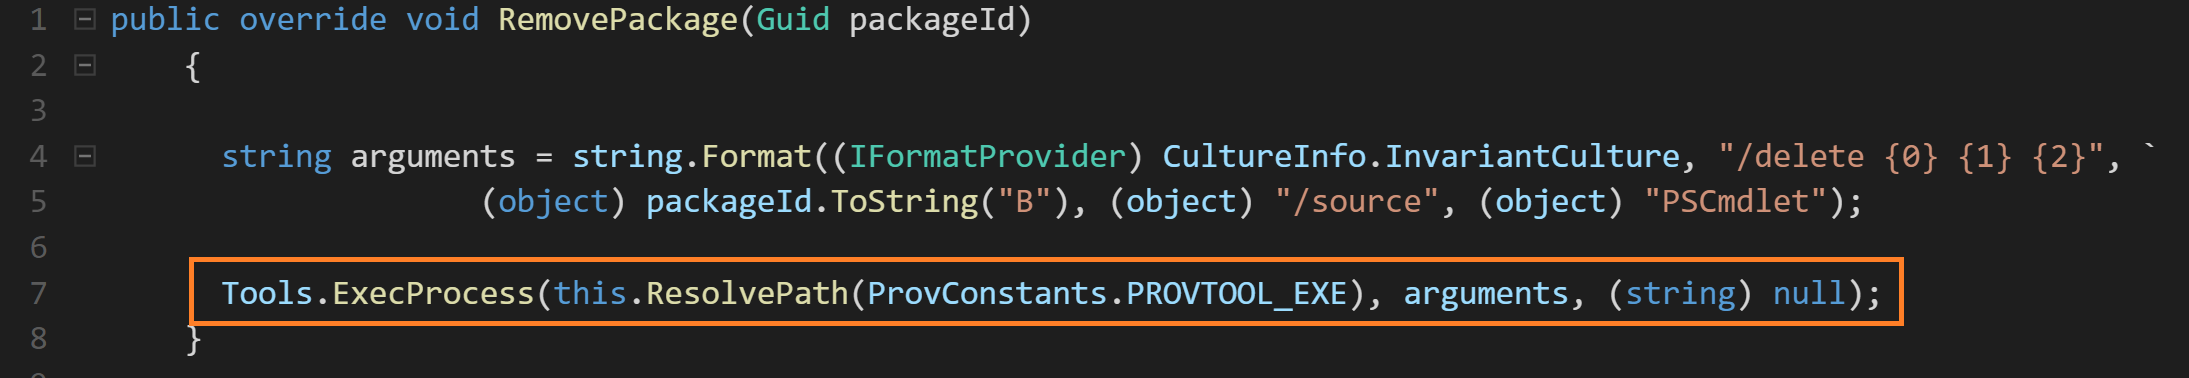 1 public override void RemovePackage(Guid packageId)
2 {
3
4 string arguments = string.Format((IFormatProvider) CultureInfo.InvariantCulture, "/delete {0} {1} {2}", `
5 (object) packageId.ToString("B"), (object) "/source", (object) "PSCmdlet");
6
7 Tools.ExecProcess(this.ResolvePath(ProvConstants.PROVTOOL_EXE), arguments, (string) null);
8 }